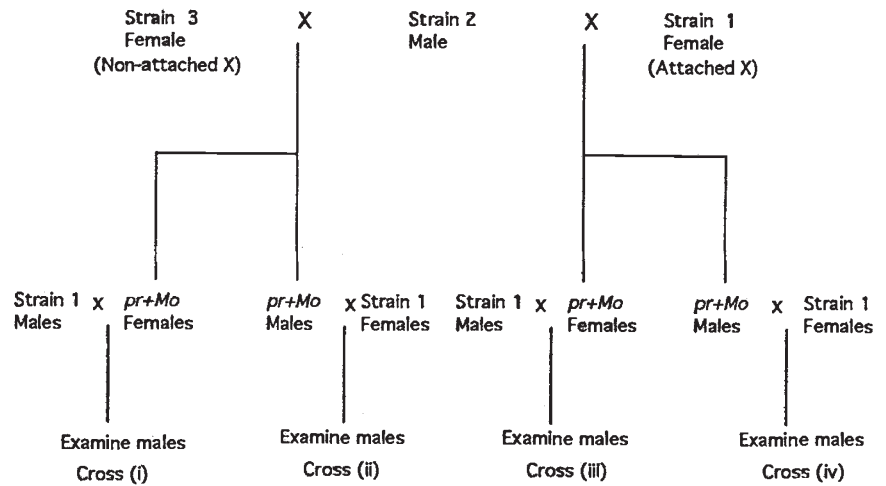 Strain 3
Female
(Non-attached X)
X
Strain 2
Male
X
Strain 1
Female
(Attached X)
Strain 1
Males
X
pr+Mo
Females
pr+Mo
Males
X
Strain 1
Females
Strain 1
Males
X
pr+Mo
Females
pr+Mo
Males
X
Strain 1
Females
Examine males
Cross (i)
Examine males
Cross (ii)
Examine males
Cross (iii)
Examine males
Cross (iv)